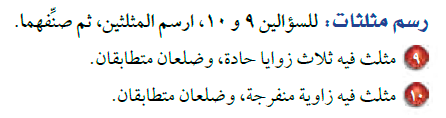 رسم مثلثات: للسؤالين ٩ و ١٠، ارسم المثلثين، ثم صنِّفهما.
٩ مثلث فيه ثلاث زوايا حادة، وضلعان متطابقان.
١٠ مثلث فيه زاوية منفرجة، وضلعان متطابقان.